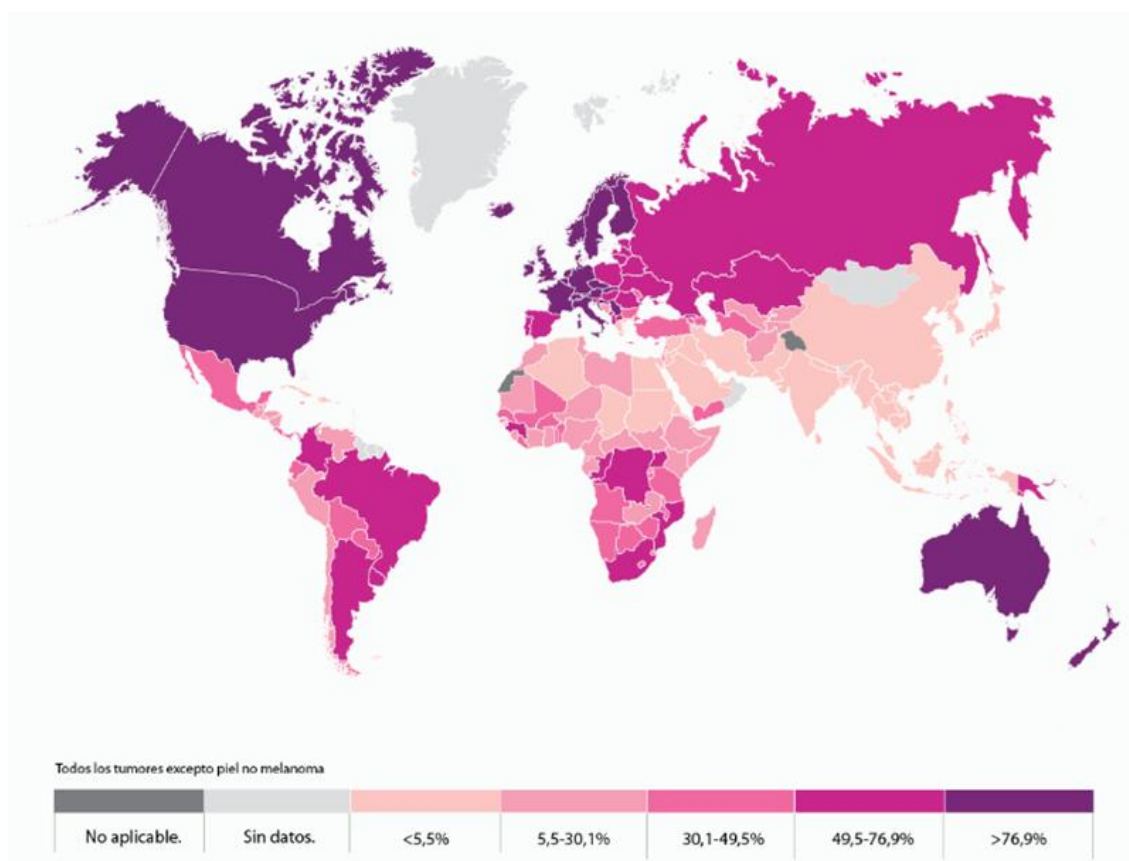 Todos los tumores excepto piel no melanoma
No aplicable. Sin datos. <5,5% 5,5-30,1% 30,1-49,5% 49,5-76,9% >76,9%